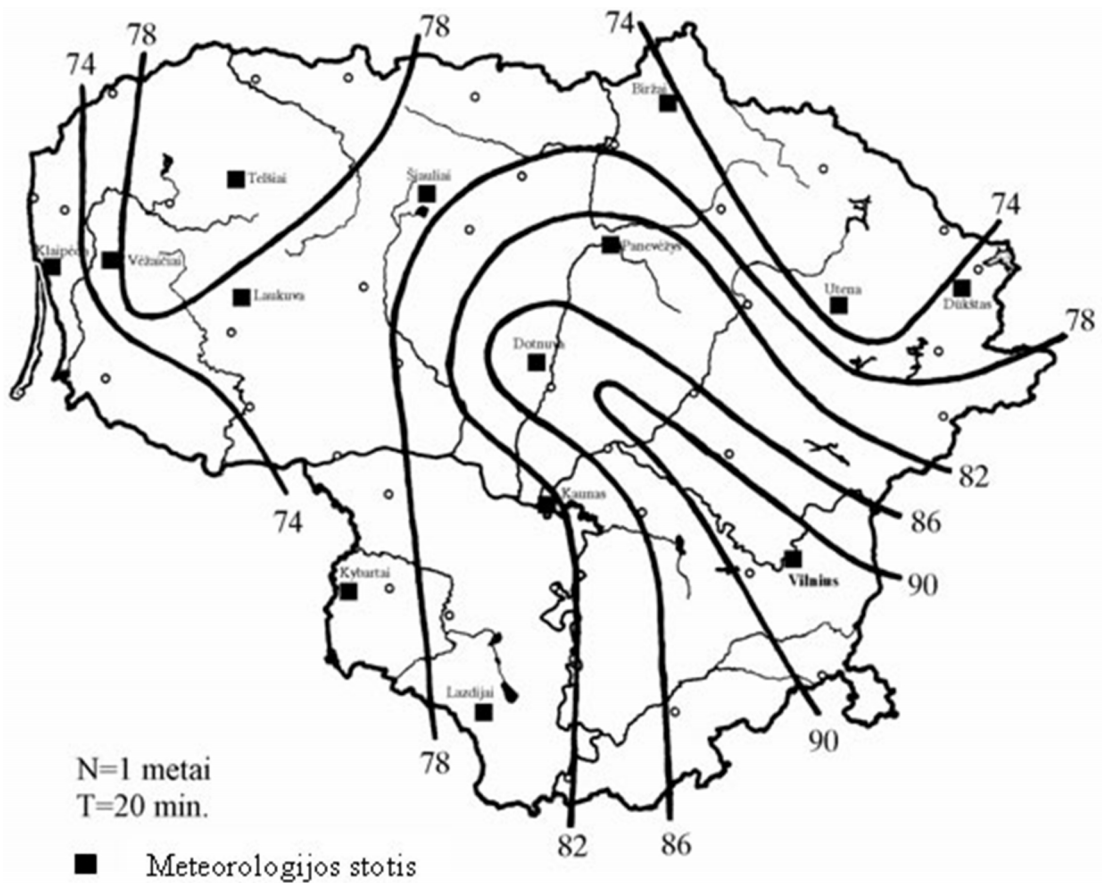 74
78
78
74
Biržai
Telšiai
Šiauliai
Klaipėda
Vėžaičiai
Laukuva
Panevėžys
Utena
Dūkštas
74
78
Dotnuva
74
Kaunas
82
86
90
Kybartai
Vilnius
Lazdijai
78
90
82
86
N=1 metai
T=20 min.
Meteorologijos stotis